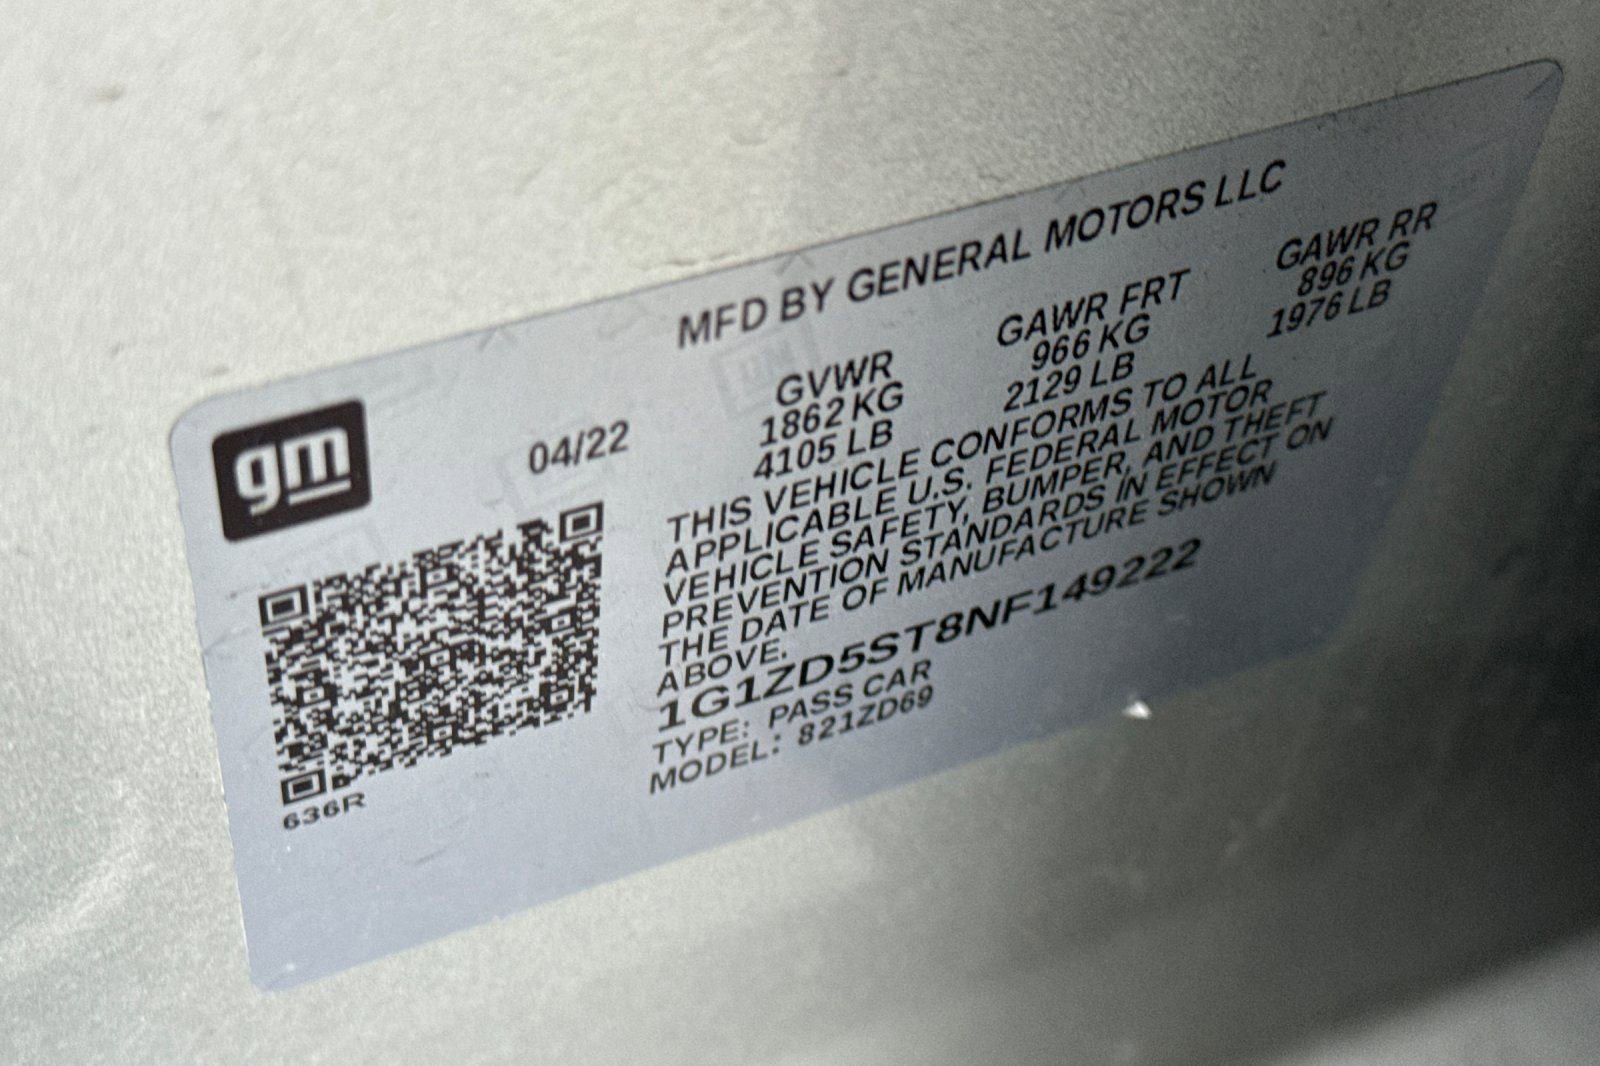 MFD BY GENERAL MOTORS LLC
gm
04/22
GVWR GAWR FRT GAWR RR
1862 KG 966 KG 896 KG
4105 LB 2129 LB 1976 LB
THIS VEHICLE CONFORMS TO ALL
APPLICABLE U.S. FEDERAL MOTOR
VEHICLE SAFETY, BUMPER, AND THEFT
PREVENTION STANDARDS IN EFFECT ON
THE DATE OF MANUFACTURE SHOWN
ABOVE.
1G1ZD5ST8NF149222
TYPE: PASS CAR
MODEL: 821ZD69
636R